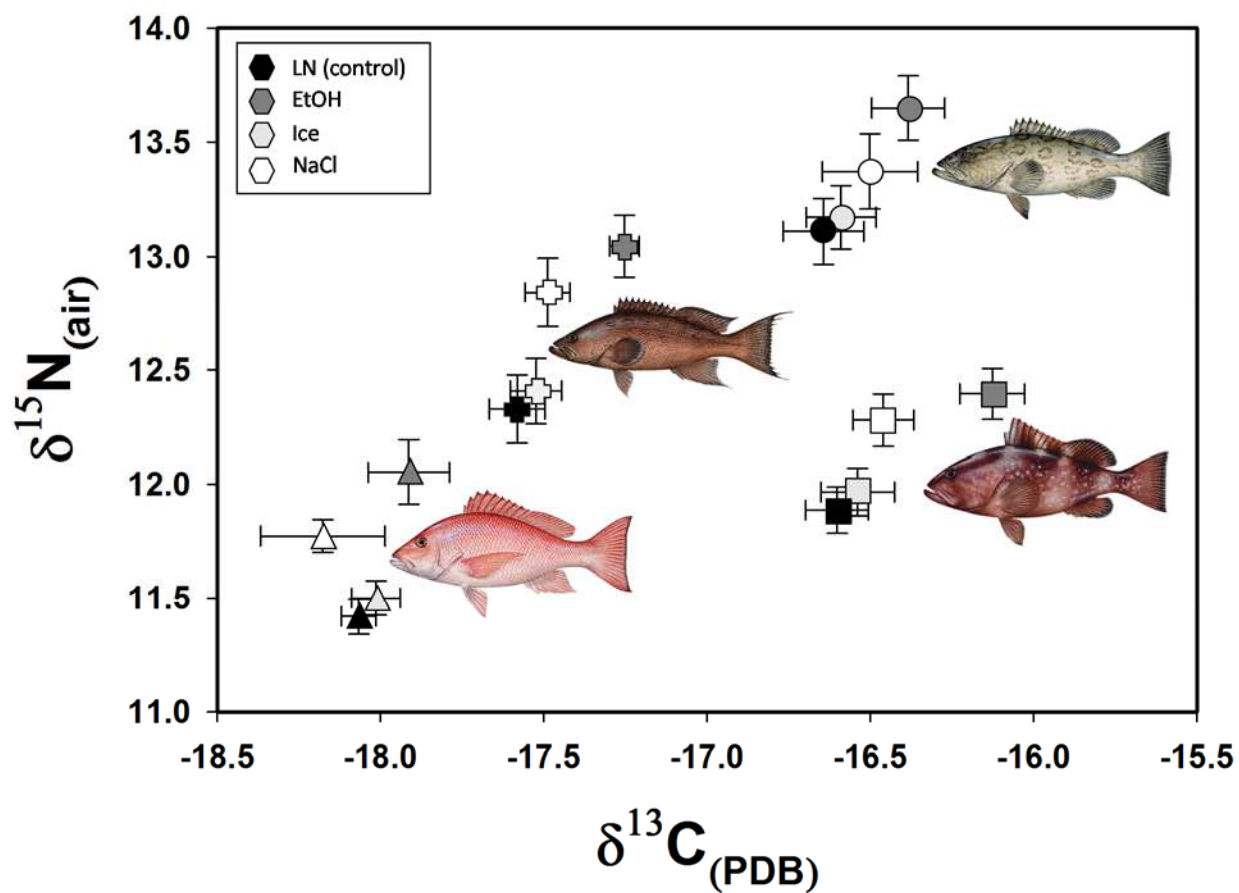 14.0
LN (control)
EtOH
Ice
NaCl
13.5
13.0
12.5
12.0
11.5
11.0
δ¹⁵N(air)
-18.5 -18.0 -17.5 -17.0 -16.5 -16.0 -15.5
δ¹³C(PDB)